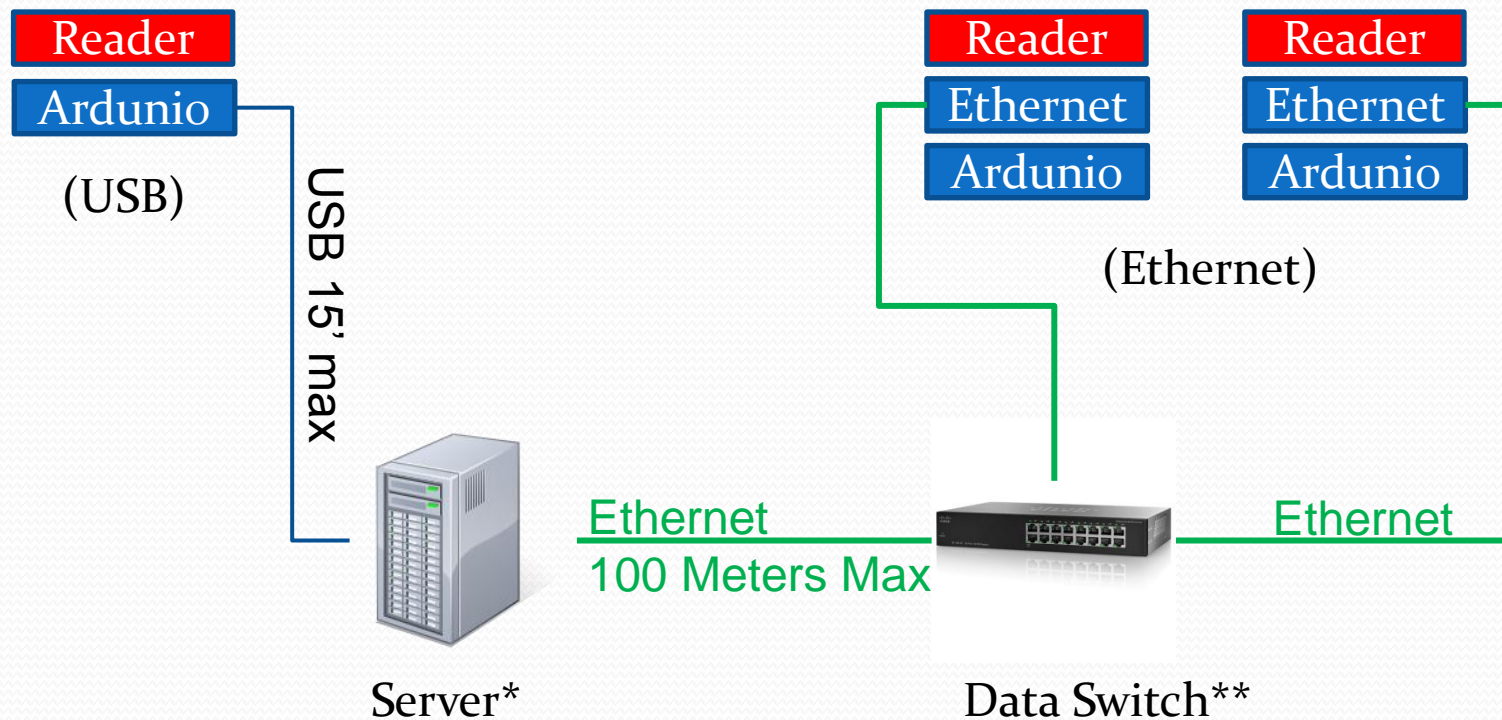 Reader
Ardunio
(USB)
USB 15' max
Reader
Ethernet
Ardunio
Reader
Ethernet
Ardunio
(Ethernet)
Ethernet
100 Meters Max
Ethernet
Server*
Data Switch**